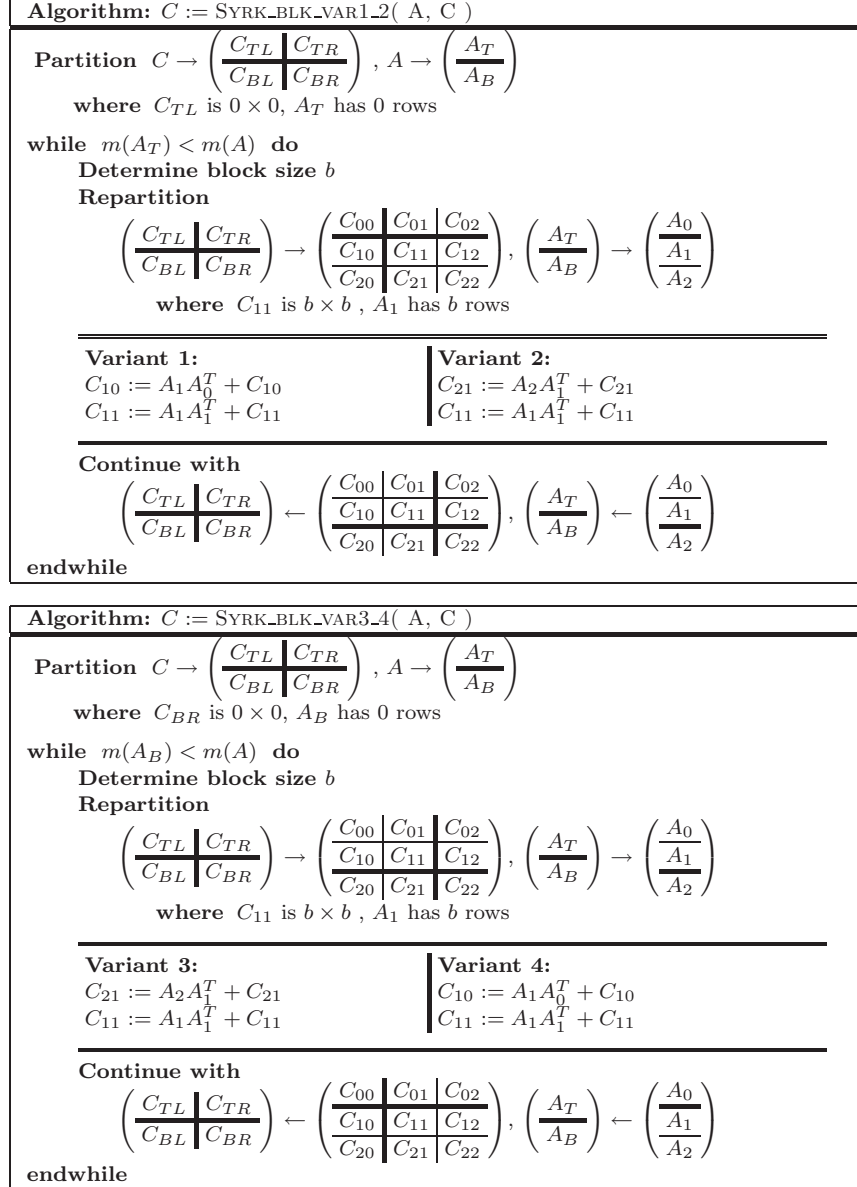 Algorithm: C := SYRK_BLK_VAR1_2( A, C )
Partition C → ( C_TL | C_TR / C_BL | C_BR ) , A → ( A_T / A_B )
where C_TL is 0 × 0, A_T has 0 rows
while m(A_T) < m(A) do
Determine block size b
Repartition
( C_TL | C_TR / C_BL | C_BR ) → ( C_00 | C_01 | C_02 / C_10 | C_11 | C_12 / C_20 | C_21 | C_22 ), ( A_T / A_B ) → ( A_0 / A_1 / A_2 )
where C_11 is b × b , A_1 has b rows
Variant 1: Variant 2:
C_10 := A_1 A_0^T + C_10 C_21 := A_2 A_1^T + C_21
C_11 := A_1 A_1^T + C_11 C_11 := A_1 A_1^T + C_11
Continue with
( C_TL | C_TR / C_BL | C_BR ) ← ( C_00 | C_01 | C_02 / C_10 | C_11 | C_12 / C_20 | C_21 | C_22 ), ( A_T / A_B ) ← ( A_0 / A_1 / A_2 )
endwhile
Algorithm: C := SYRK_BLK_VAR3_4( A, C )
Partition C → ( C_TL | C_TR / C_BL | C_BR ) , A → ( A_T / A_B )
where C_BR is 0 × 0, A_B has 0 rows
while m(A_B) < m(A) do
Determine block size b
Repartition
( C_TL | C_TR / C_BL | C_BR ) → ( C_00 | C_01 | C_02 / C_10 | C_11 | C_12 / C_20 | C_21 | C_22 ), ( A_T / A_B ) → ( A_0 / A_1 / A_2 )
where C_11 is b × b , A_1 has b rows
Variant 3: Variant 4:
C_21 := A_2 A_1^T + C_21 C_10 := A_1 A_0^T + C_10
C_11 := A_1 A_1^T + C_11 C_11 := A_1 A_1^T + C_11
Continue with
( C_TL | C_TR / C_BL | C_BR ) ← ( C_00 | C_01 | C_02 / C_10 | C_11 | C_12 / C_20 | C_21 | C_22 ), ( A_T / A_B ) ← ( A_0 / A_1 / A_2 )
endwhile